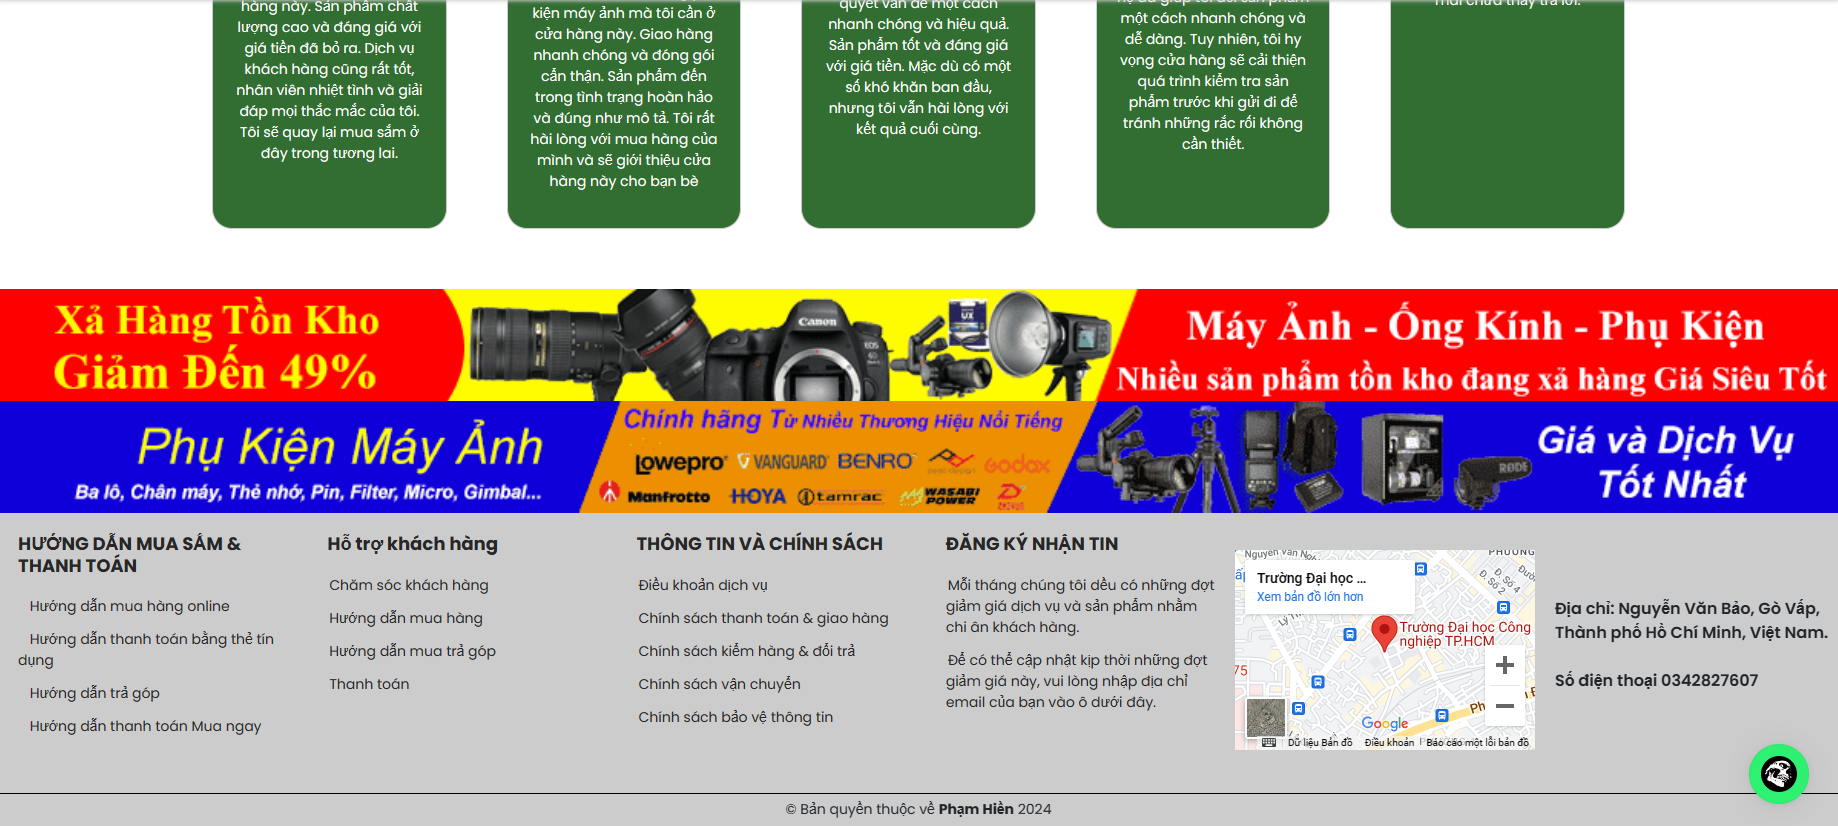 hàng này. Sản phẩm chất
lượng cao và đáng giá với
giá tiền đã bỏ ra. Dịch vụ
khách hàng cũng rất tốt,
nhân viên nhiệt tình và giải
đáp mọi thắc mắc của tôi.
Tôi sẽ quay lại mua sắm ở
đây trong tương lai.
kiện máy ảnh mà tôi cần ở
cửa hàng này. Giao hàng
nhanh chóng và đóng gói
cẩn thận. Sản phẩm đến
trong tình trạng hoàn hảo
và đúng như mô tả. Tôi rất
hài lòng với mua hàng của
mình và sẽ giới thiệu cửa
hàng này cho bạn bè
quyết vấn đề một cách
nhanh chóng và hiệu quả.
Sản phẩm tốt và đáng giá
với giá tiền. Mặc dù có một
số khó khăn ban đầu,
nhưng tôi vẫn hài lòng với
kết quả cuối cùng.
một cách nhanh chóng và
dễ dàng. Tuy nhiên, tôi hy
vọng cửa hàng sẽ cải thiện
quá trình kiểm tra sản
phẩm trước khi gửi đi để
tránh những rắc rối không
cần thiết.
Xả Hàng Tồn Kho
Giảm Đến 49%
Canon
EOS
6D
UX
Máy Ảnh - Ống Kính - Phụ Kiện
Nhiều sản phẩm tồn kho đang xả hàng Giá Siêu Tốt
Phụ Kiện Máy Ảnh
Ba lô, Chân máy, Thẻ nhớ, Pin, Filter, Micro, Gimbal...
Chính hãng Từ Nhiều Thương Hiệu Nổi Tiếng
Lowepro VANGUARD BENRO peak design Godox
Manfrotto HOYA tamrac WASABI POWER
RODE
Giá và Dịch Vụ
Tốt Nhất
HƯỚNG DẪN MUA SẮM &
THANH TOÁN
Hướng dẫn mua hàng online
Hướng dẫn thanh toán bằng thẻ tín
dụng
Hướng dẫn trả góp
Hướng dẫn thanh toán Mua ngay
Hỗ trợ khách hàng
Chăm sóc khách hàng
Hướng dẫn mua hàng
Hướng dẫn mua trả góp
Thanh toán
THÔNG TIN VÀ CHÍNH SÁCH
Điều khoản dịch vụ
Chính sách thanh toán & giao hàng
Chính sách kiểm hàng & đổi trả
Chính sách vận chuyển
Chính sách bảo vệ thông tin
ĐĂNG KÝ NHẬN TIN
Mỗi tháng chúng tôi dều có những đợt
giảm giá dịch vụ và sản phẩm nhằm
chi ân khách hàng.
Để có thể cập nhật kịp thời những đợt
giảm giá này, vui lòng nhập địa chỉ
email của bạn vào ô dưới đây.
Trường Đại học ...
Xem bản đồ lớn hơn
Đ. Số 4
Đ. Số 5
Trường Đại học Công
nghiệp TP.HCM
75
Google
Dữ liệu Bản đồ
Điều khoản
Báo cáo một lỗi bản đồ
Địa chỉ: Nguyễn Văn Bảo, Gò Vấp,
Thành phố Hồ Chí Minh, Việt Nam.
Số điện thoại 0342827607
© Bản quyền thuộc về Phạm Hiền 2024